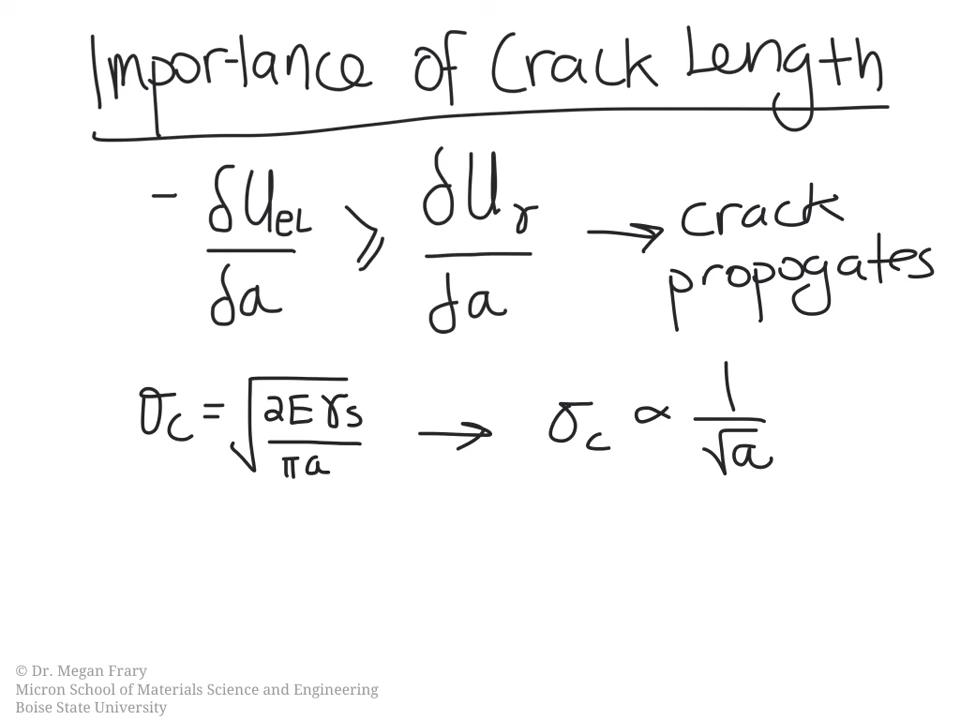 Importance of Crack Length
- δU_EL / δa ≥ δU_γ / δa → crack propogates
σ_c = √(2Eγ_s / πa) → σ_c ∝ 1 / √a
© Dr. Megan Frary
Micron School of Materials Science and Engineering
Boise State University